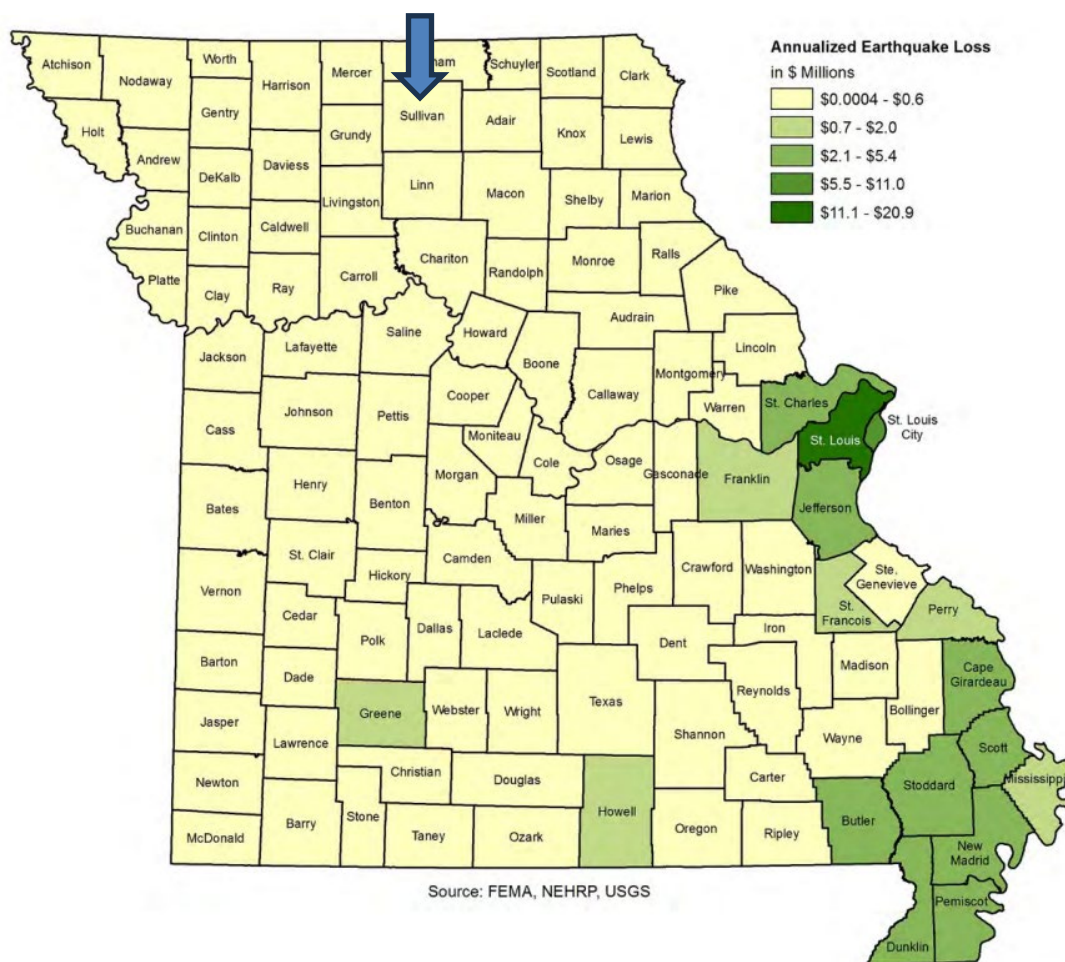 Annualized Earthquake Loss
in $ Millions
$0.0004 - $0.6
$0.7 - $2.0
$2.1 - $5.4
$5.5 - $11.0
$11.1 - $20.9
Atchison
Nodaway
Worth
Harrison
Mercer
Schuyler
Scotland
Clark
Gentry
Sullivan
Adair
Knox
Lewis
Holt
Andrew
Grundy
DeKalb
Daviess
Linn
Macon
Shelby
Marion
Livingston
Buchanan
Clinton
Caldwell
Chariton
Randolph
Monroe
Ralls
Platte
Clay
Ray
Carroll
Pike
Audrain
Saline
Howard
Jackson
Lafayette
Boone
Lincoln
Callaway
Montgomery
Cooper
Warren
St. Charles
Johnson
Pettis
St. Louis
City
Cass
Moniteau
St. Louis
Morgan
Cole
Osage
Gasconade
Franklin
Henry
Benton
Bates
Miller
Jefferson
Maries
St. Clair
Camden
Crawford
Washington
Ste.
Genevieve
Hickory
Vernon
Pulaski
Phelps
Cedar
St.
Francois
Perry
Polk
Dallas
Laclede
Iron
Dent
Barton
Dade
Madison
Cape
Girardeau
Texas
Reynolds
Greene
Webster
Wright
Bollinger
Jasper
Shannon
Wayne
Lawrence
Scott
Christian
Douglas
Carter
Mississippi
Newton
Stoddard
Howell
Stone
Barry
Butler
McDonald
Taney
Ozark
Oregon
Ripley
New
Madrid
Source: FEMA, NEHRP, USGS
Pemiscot
Dunklin